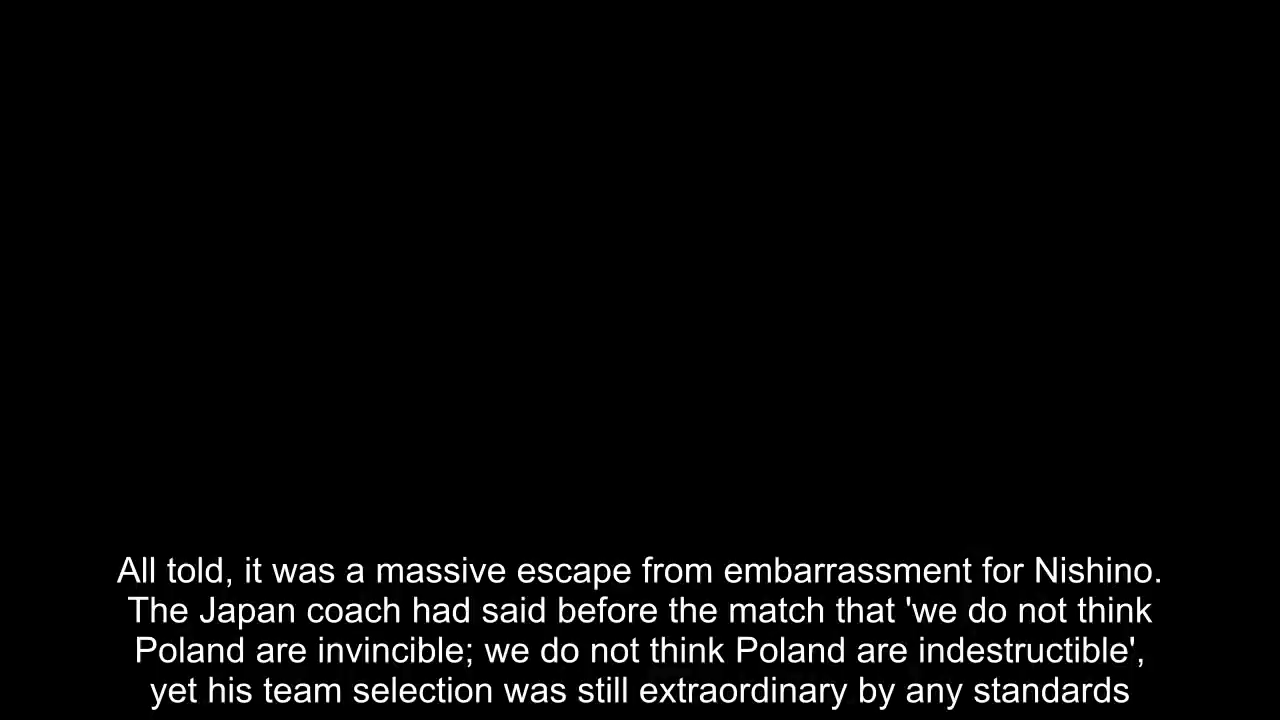 All told, it was a massive escape from embarrassment for Nishino.
The Japan coach had said before the match that 'we do not think
Poland are invincible; we do not think Poland are indestructible',
yet his team selection was still extraordinary by any standards